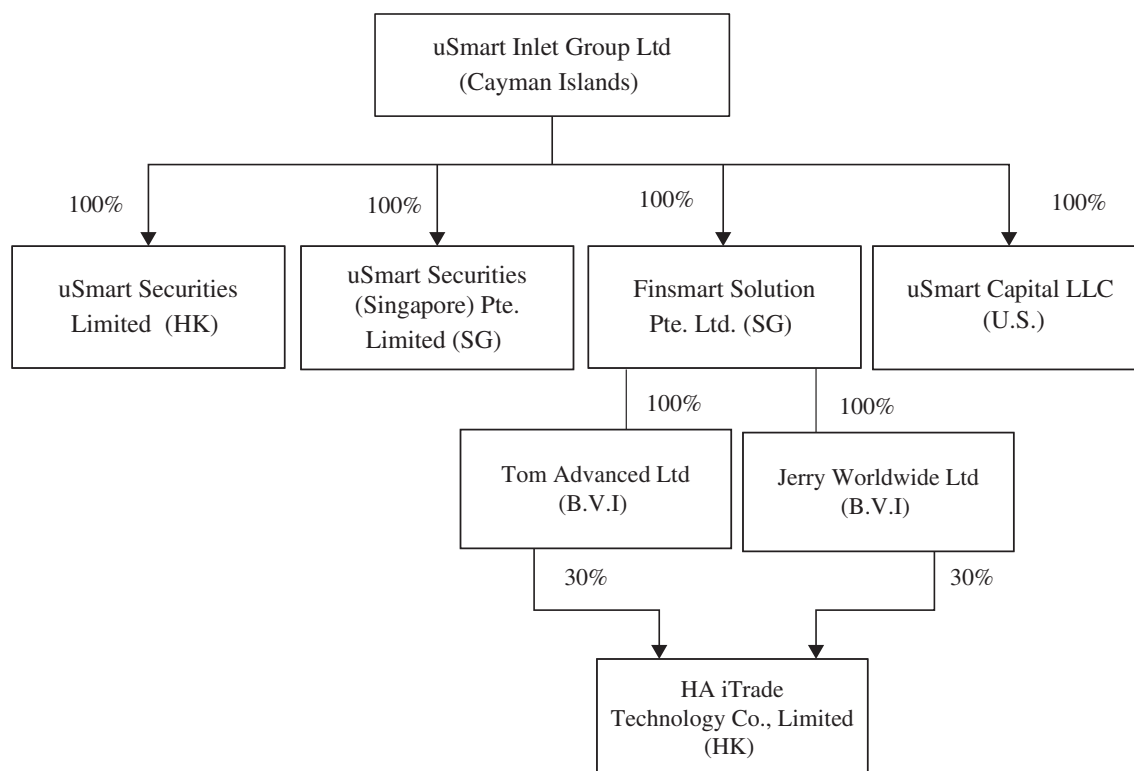 uSmart Inlet Group Ltd
(Cayman Islands)
100%
100%
100%
100%
uSmart Securities
Limited (HK)
uSmart Securities
(Singapore) Pte.
Limited (SG)
Finsmart Solution
Pte. Ltd. (SG)
uSmart Capital LLC
(U.S.)
100%
100%
Tom Advanced Ltd
(B.V.I)
Jerry Worldwide Ltd
(B.V.I)
30%
30%
HA iTrade
Technology Co., Limited
(HK)